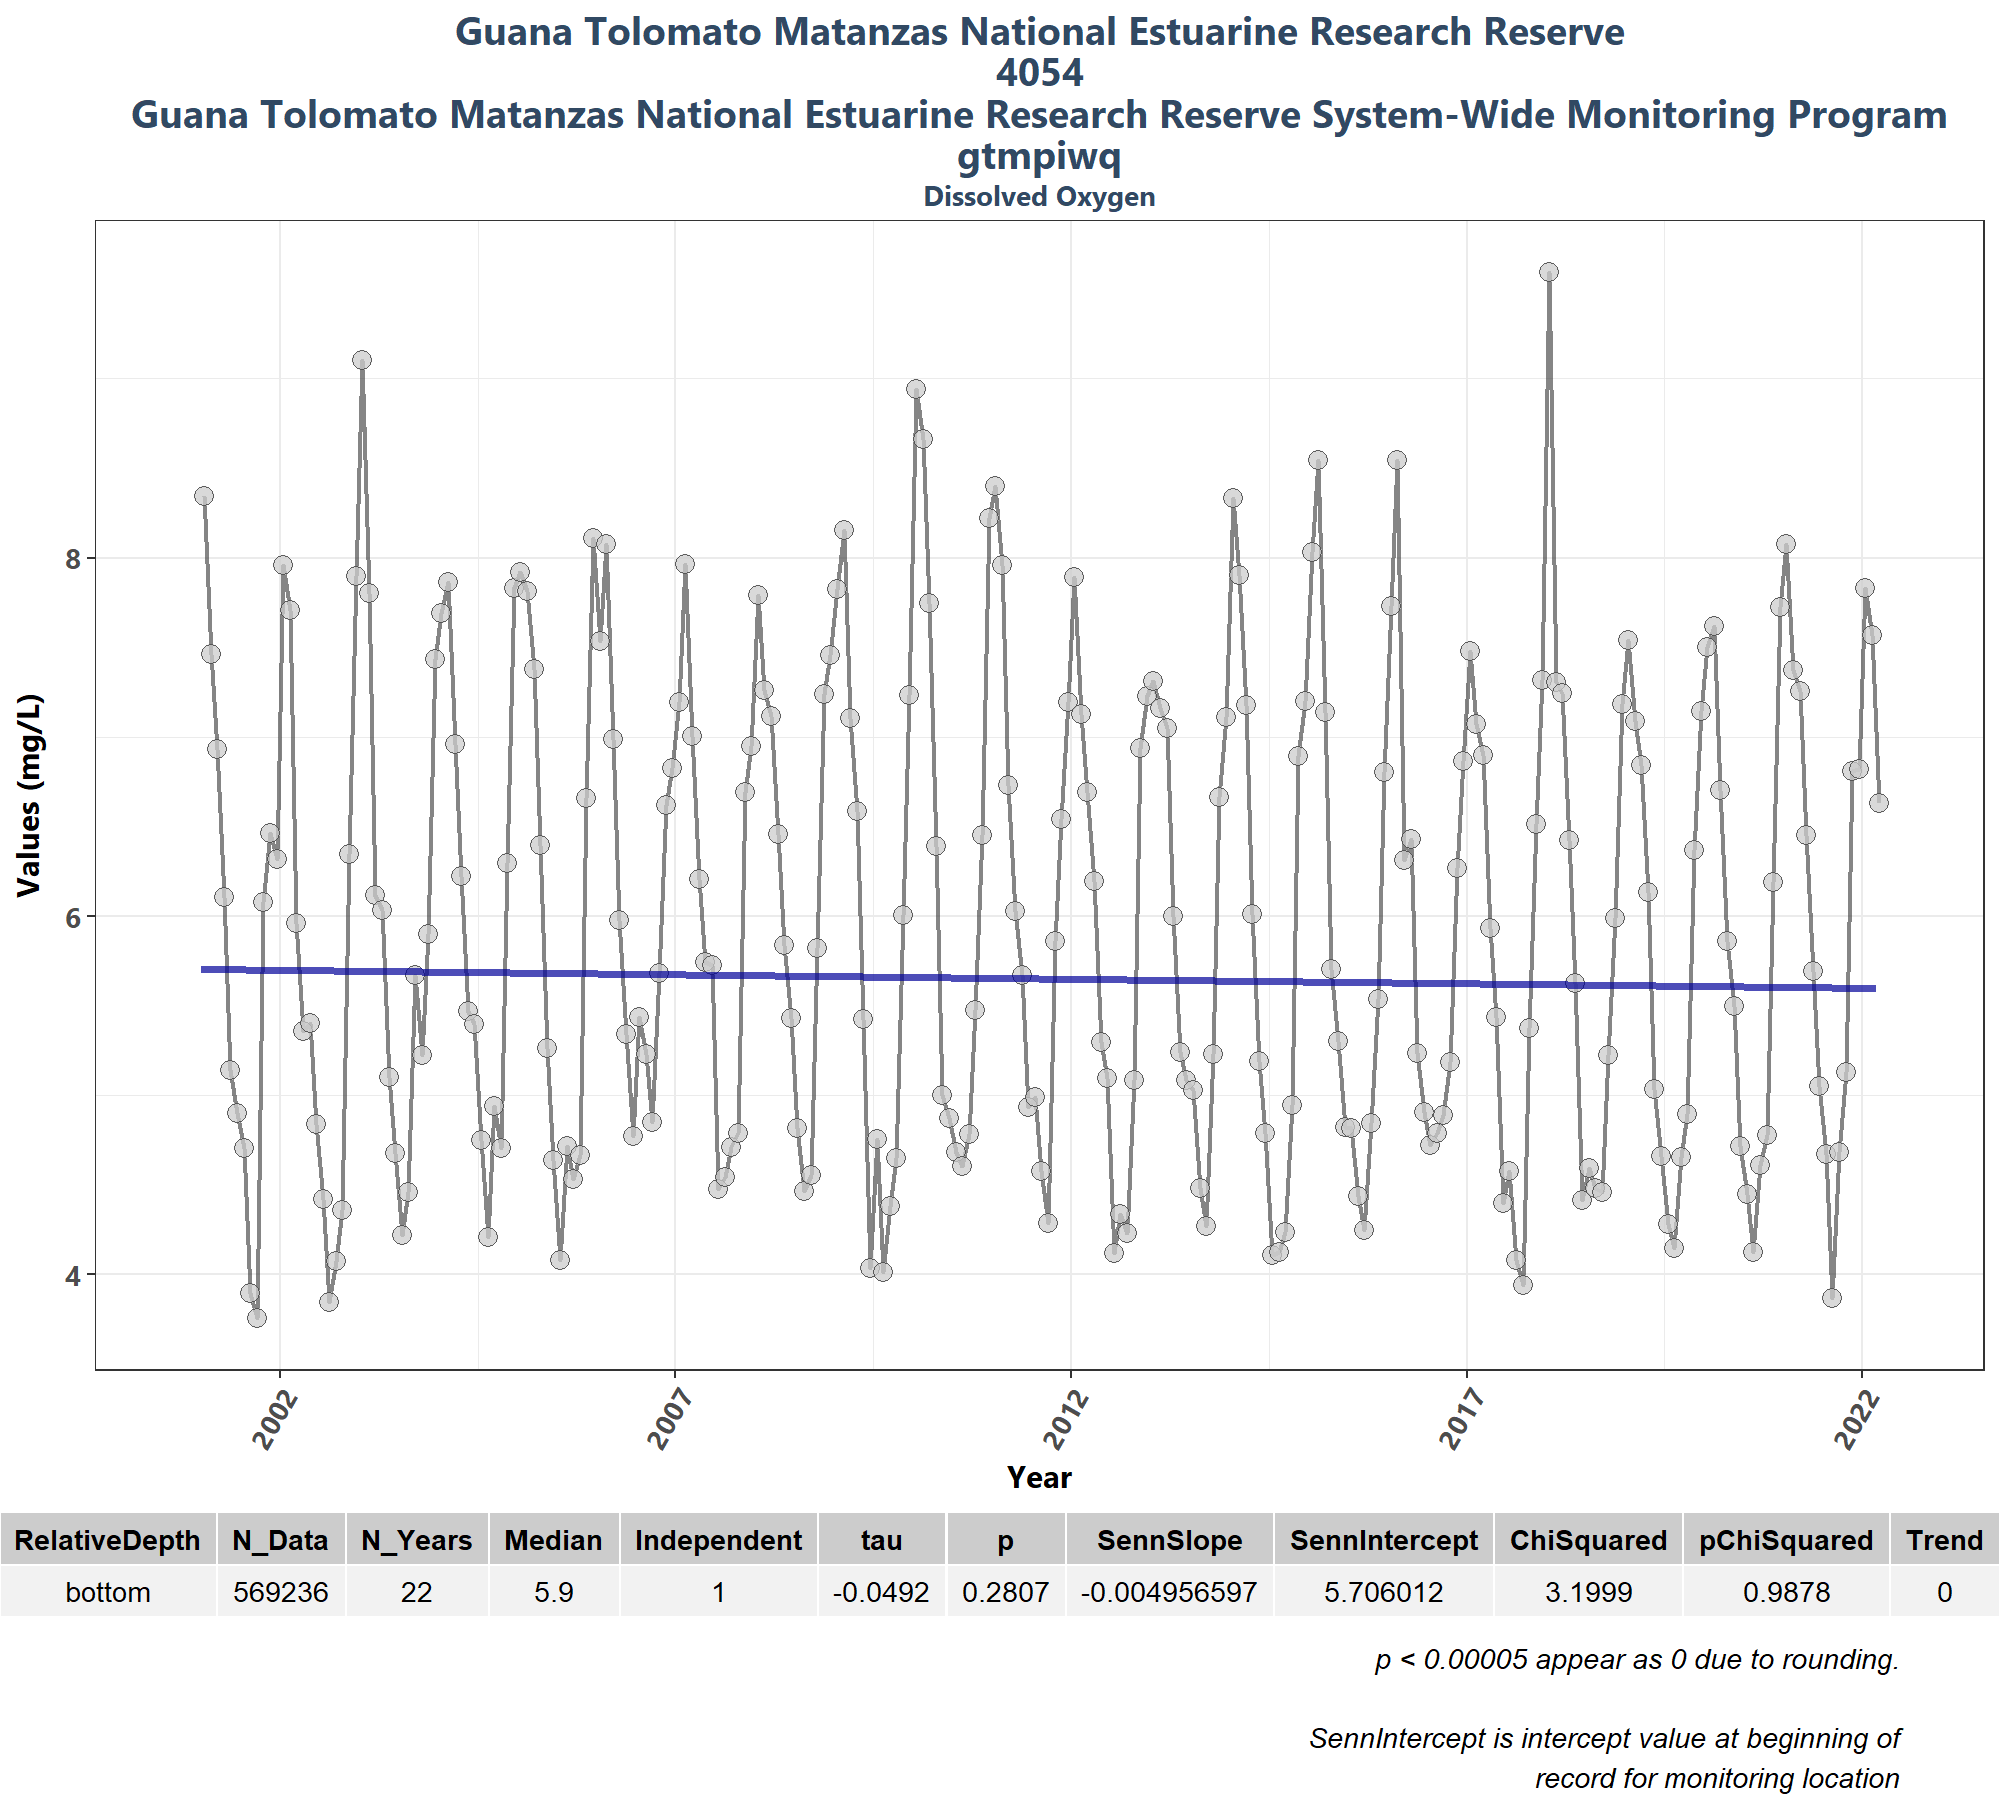 Guana Tolomato Matanzas National Estuarine Research Reserve
4054
Guana Tolomato Matanzas National Estuarine Research Reserve System-Wide Monitoring Program
gtmpiwq
Dissolved Oxygen
Values (mg/L)
8
6
4
2002
2007
2012
2017
2022
Year
RelativeDepth N_Data N_Years Median Independent tau p SennSlope SennIntercept ChiSquared pChiSquared Trend
bottom 569236 22 5.9 1 -0.0492 0.2807 -0.004956597 5.706012 3.1999 0.9878 0
p < 0.00005 appear as 0 due to rounding.
SennIntercept is intercept value at beginning of
record for monitoring location